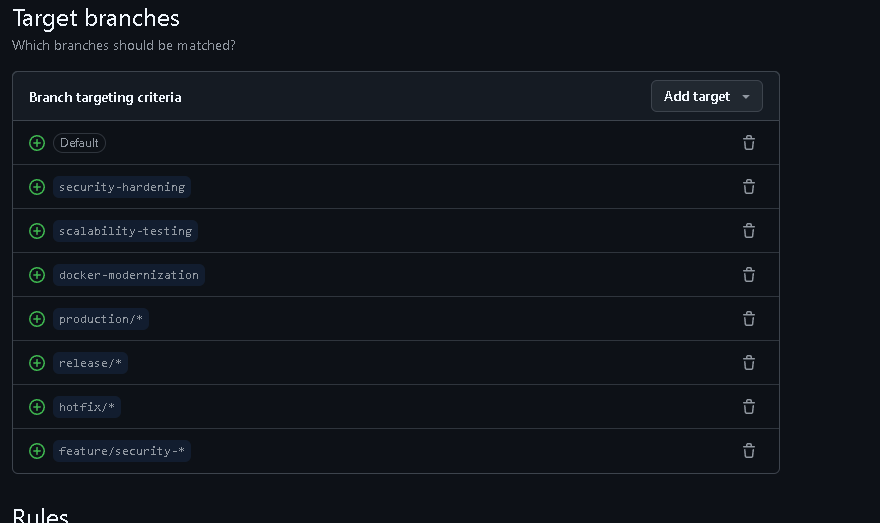 Target branches
Which branches should be matched?
Branch targeting criteria
Add target
Default
security-hardening
scalability-testing
docker-modernization
production/*
release/*
hotfix/*
feature/security-*
Rules